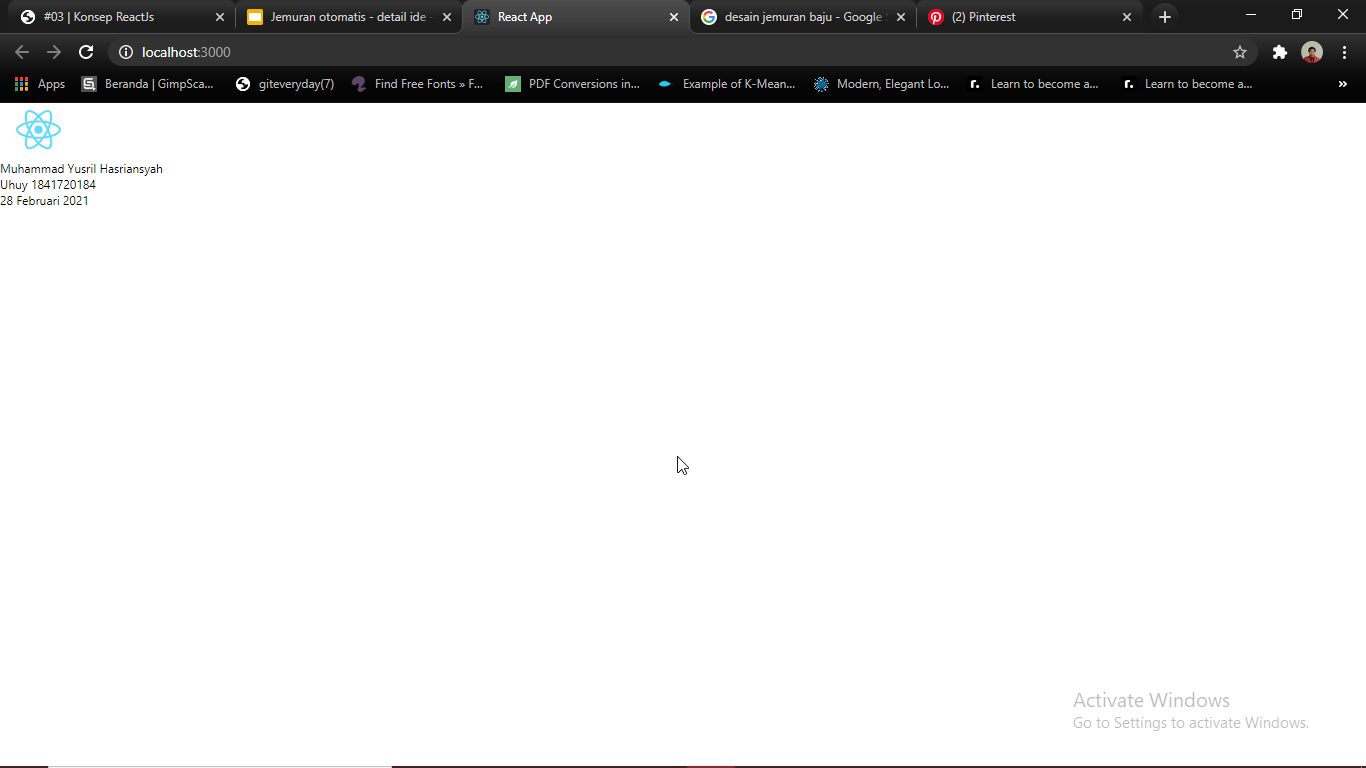 #03 | Konsep ReactJs
Jemuran otomatis - detail ide -
React App
desain jemuran baju - Google
(2) Pinterest
localhost:3000
Apps
Beranda | GimpSca...
giteveryday(7)
Find Free Fonts » F...
PDF Conversions in...
Example of K-Mean...
Modern, Elegant Lo...
Learn to become a...
Learn to become a...
»
Muhammad Yusril Hasriansyah
Uhuy 1841720184
28 Februari 2021
Activate Windows
Go to Settings to activate Windows.